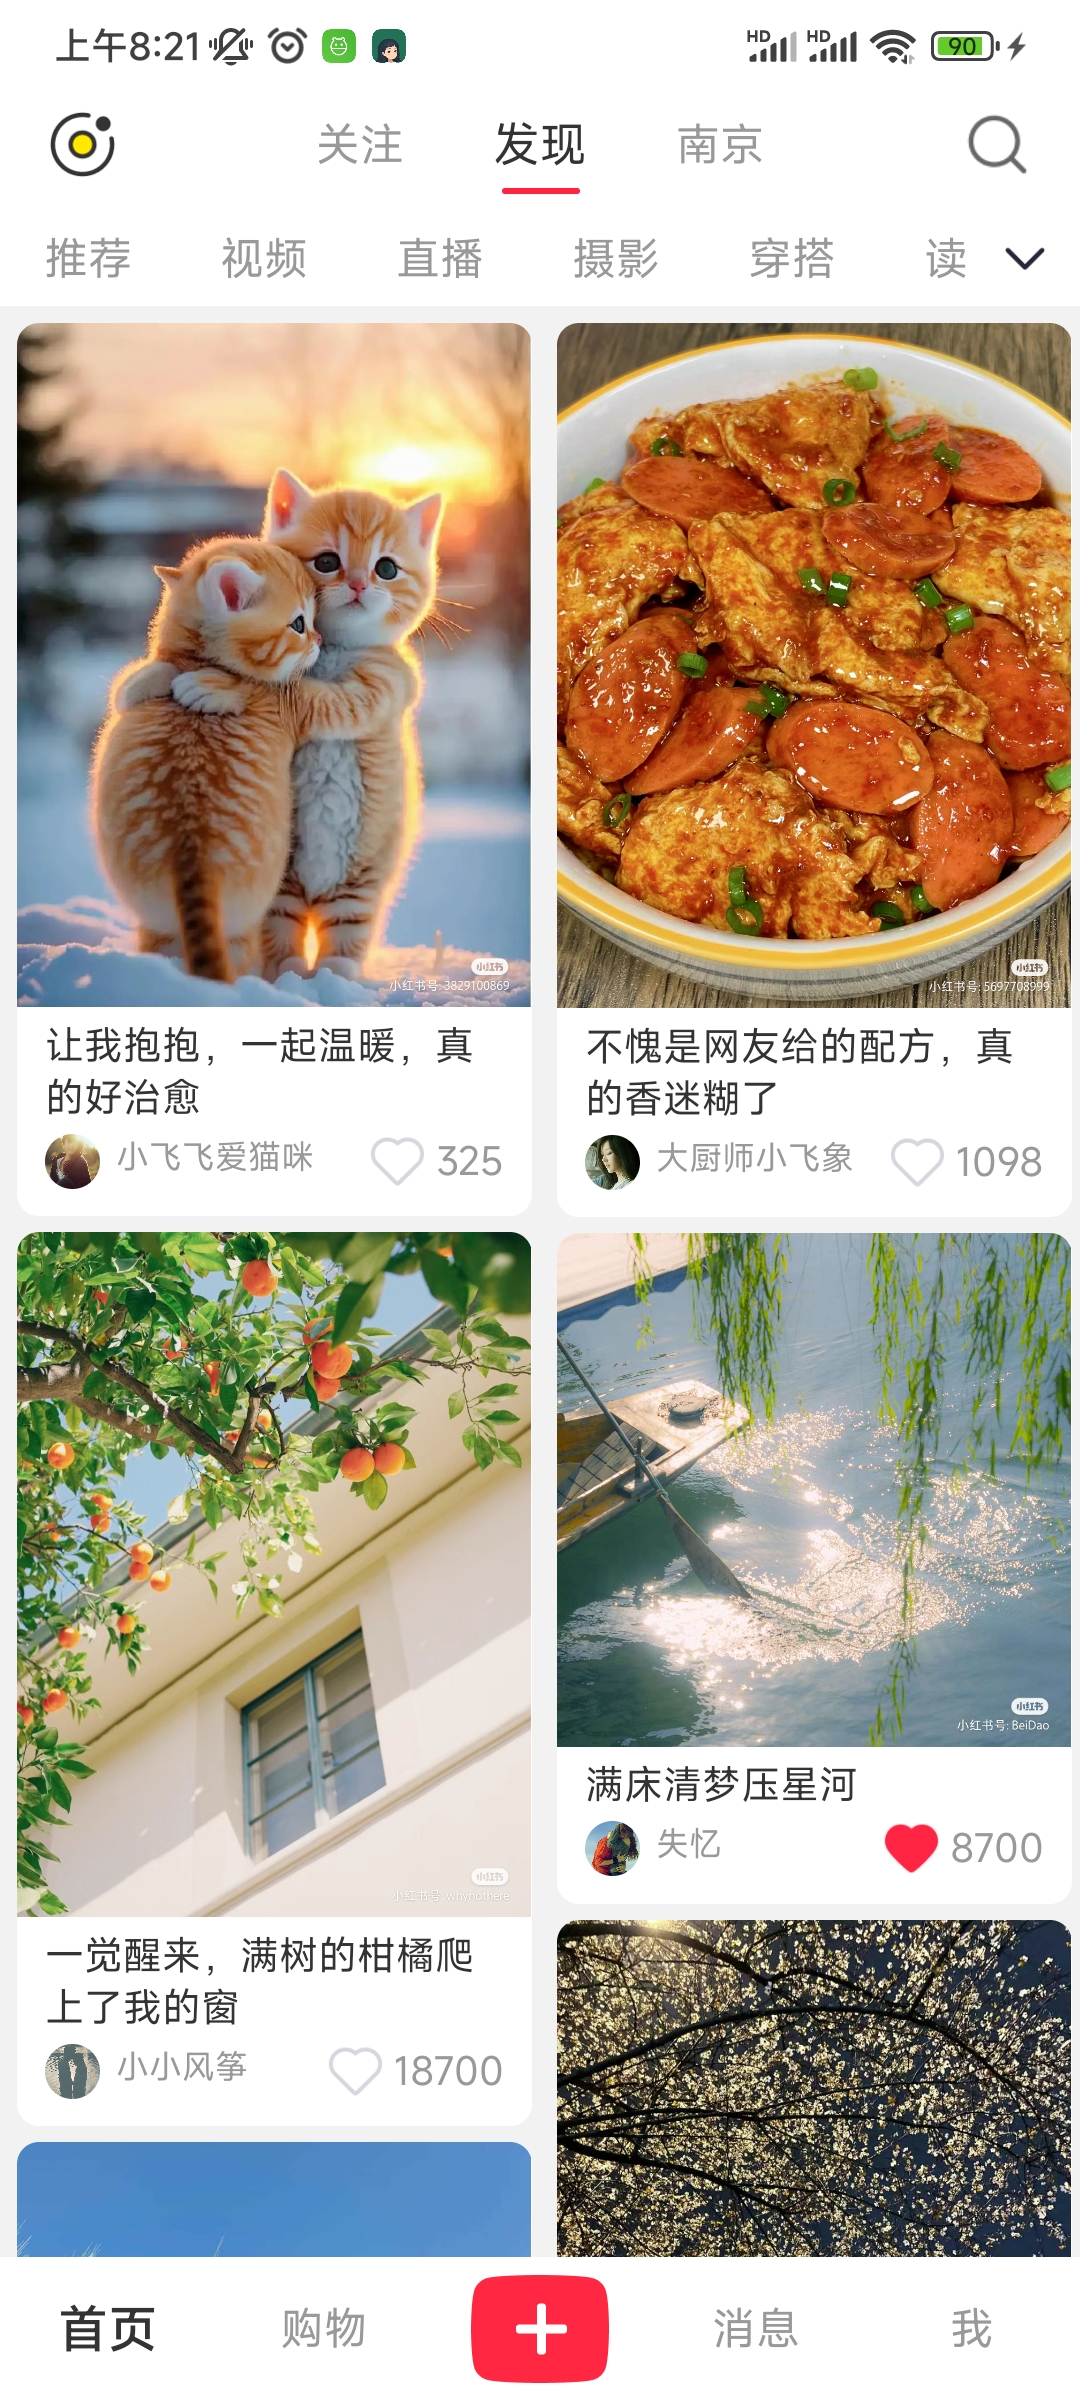 上午8:21
HD HD 90
关注 发现 南京
推荐 视频 直播 摄影 穿搭 读
小红书
小红书号: 3829100869
让我抱抱，一起温暖，真
的好治愈
小飞飞爱猫咪 325
小红书
小红书号: 5697708999
不愧是网友给的配方，真
的香迷糊了
大厨师小飞象 1098
小红书
小红书号: whynothere
一觉醒来，满树的柑橘爬
上了我的窗
小小风筝 18700
小红书
小红书号: BeiDao
满床清梦压星河
失忆 8700
首页 购物 消息 我